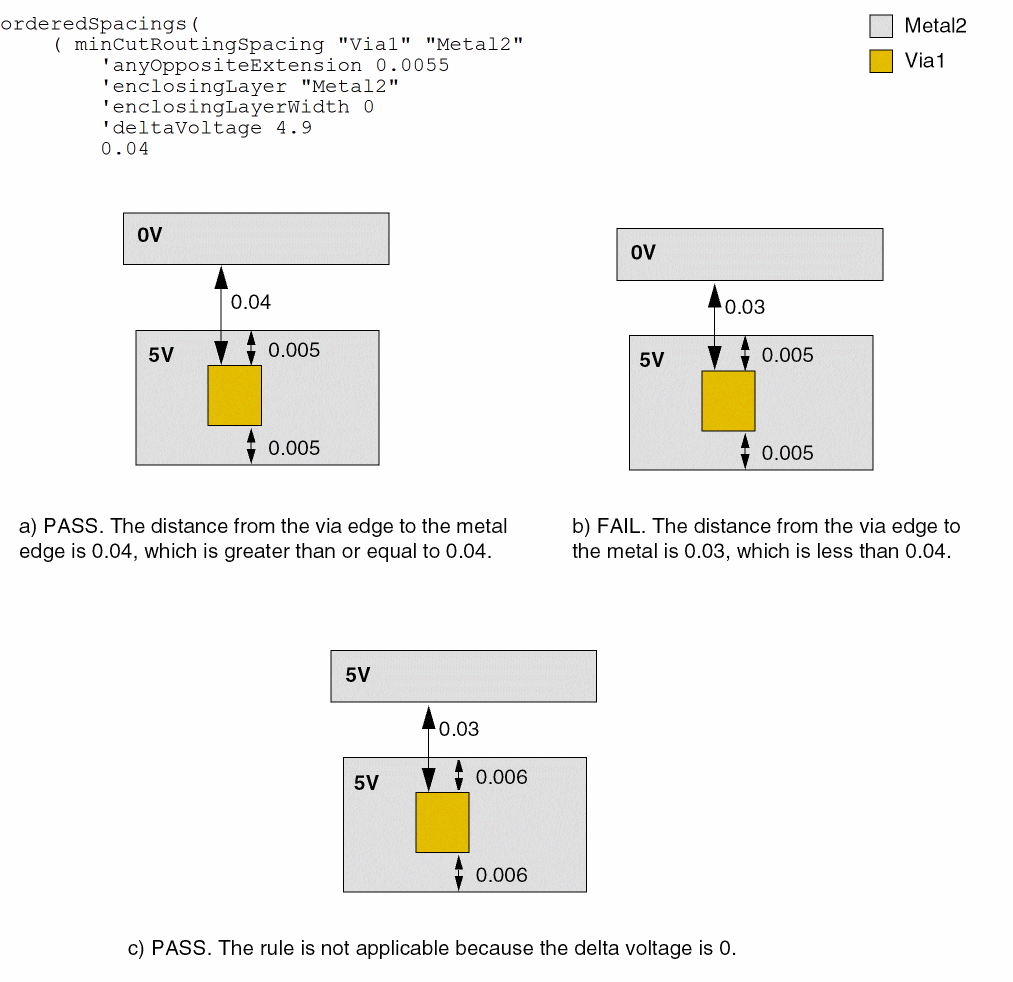 orderedSpacings(
( minCutRoutingSpacing "Via1" "Metal2"
'anyOppositeExtension 0.0055
'enclosingLayer "Metal2"
'enclosingLayerWidth 0
'deltaVoltage 4.9
0.04
Metal2
Via1
0V
0.04
5V
0.005
0.005
a) PASS. The distance from the via edge to the metal
edge is 0.04, which is greater than or equal to 0.04.
0V
0.03
5V
0.005
0.005
b) FAIL. The distance from the via edge to
the metal is 0.03, which is less than 0.04.
5V
0.03
5V
0.006
0.006
c) PASS. The rule is not applicable because the delta voltage is 0.